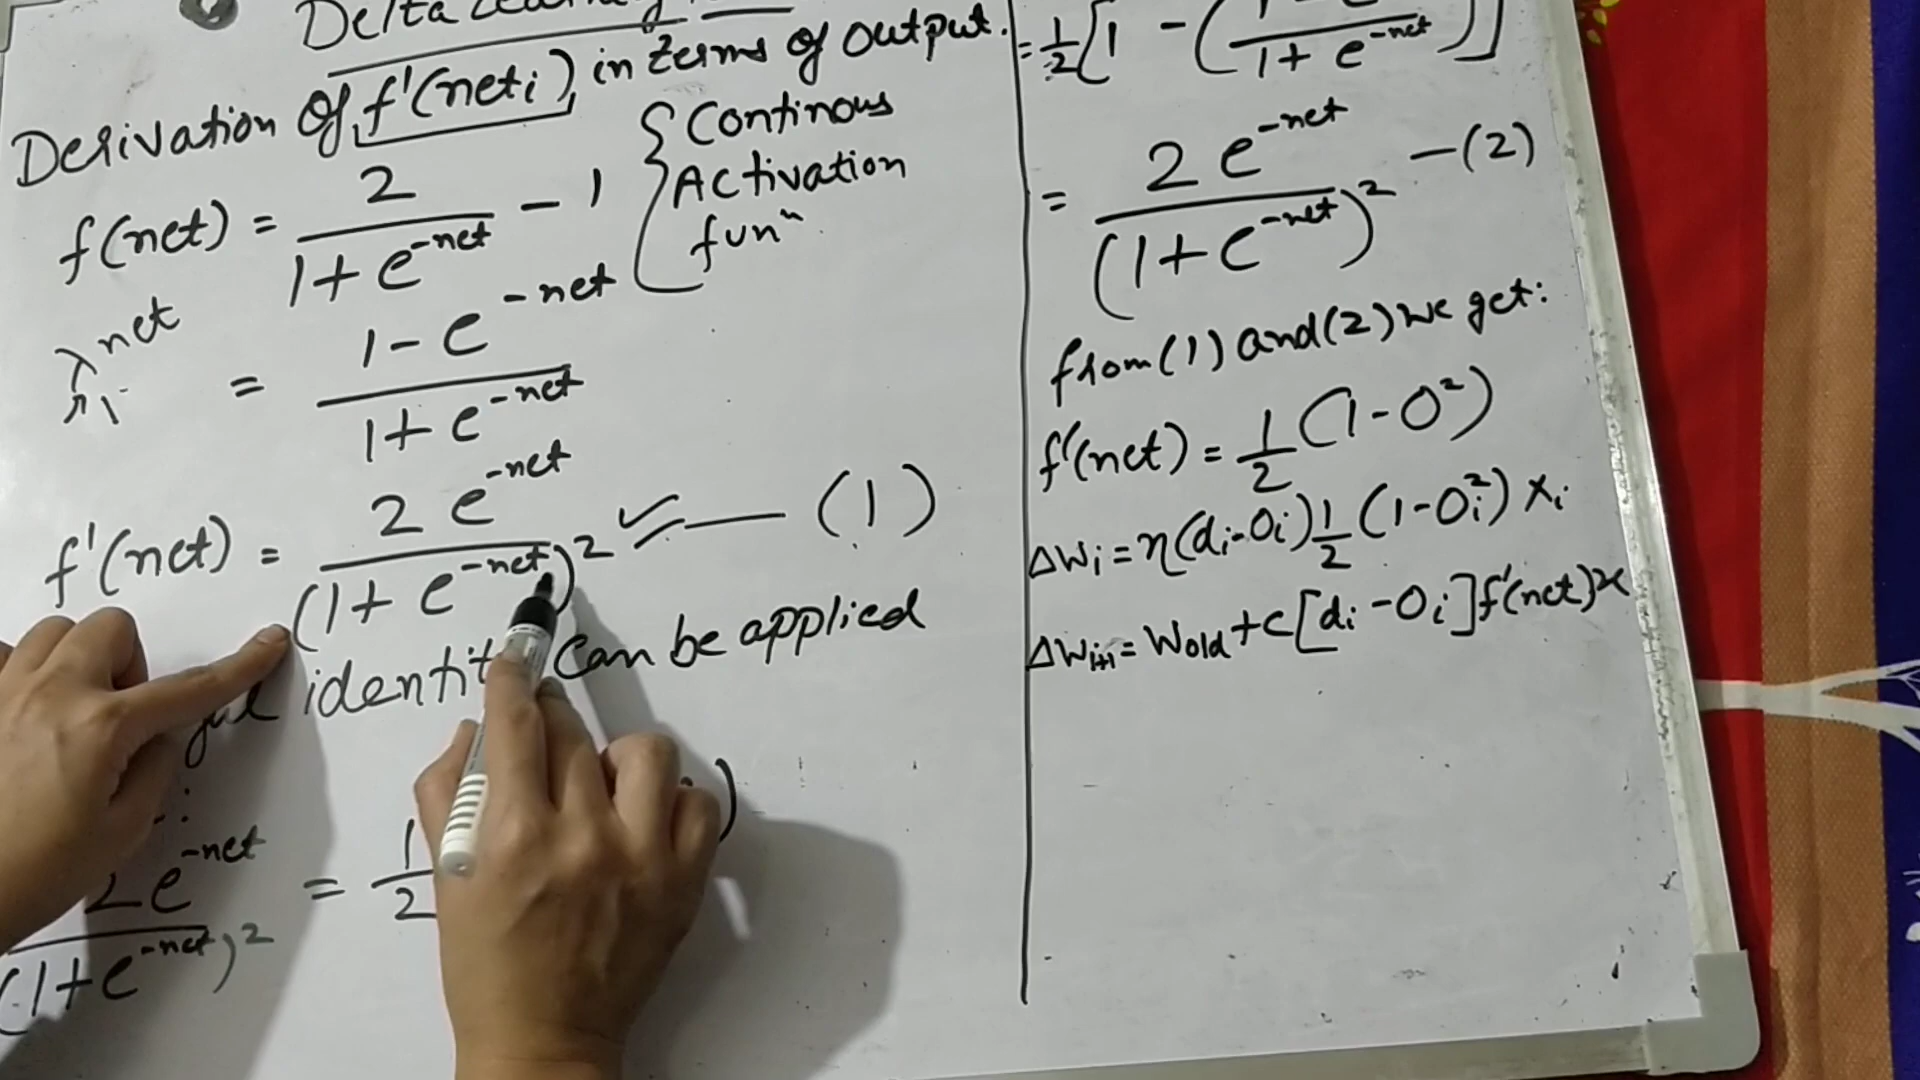 Delta
Derivation of f'(neti), in terms of output.
f(net) = 2 / (1 + e^-net) - 1 { Continous Activation funⁿ
λnet
= (1 - e^-net) / (1 + e^-net)
f'(net) = 2e^-net / (1 + e^-net)^2 — (1)
identit can be applied
∴
2e^-net / (1+e^-net)^2 = 1/2 )
= 1/2 [1 - ( / 1 + e^-net)]
= 2e^-net / (1 + e^-net)^2 — (2)
from (1) and (2) we get:
f'(net) = 1/2 (1 - O^2)
ΔWi = η(di - Oi) 1/2 (1 - Oi^2) xi
ΔWi+1 = Wold + c[di - Oi] f'(net) x